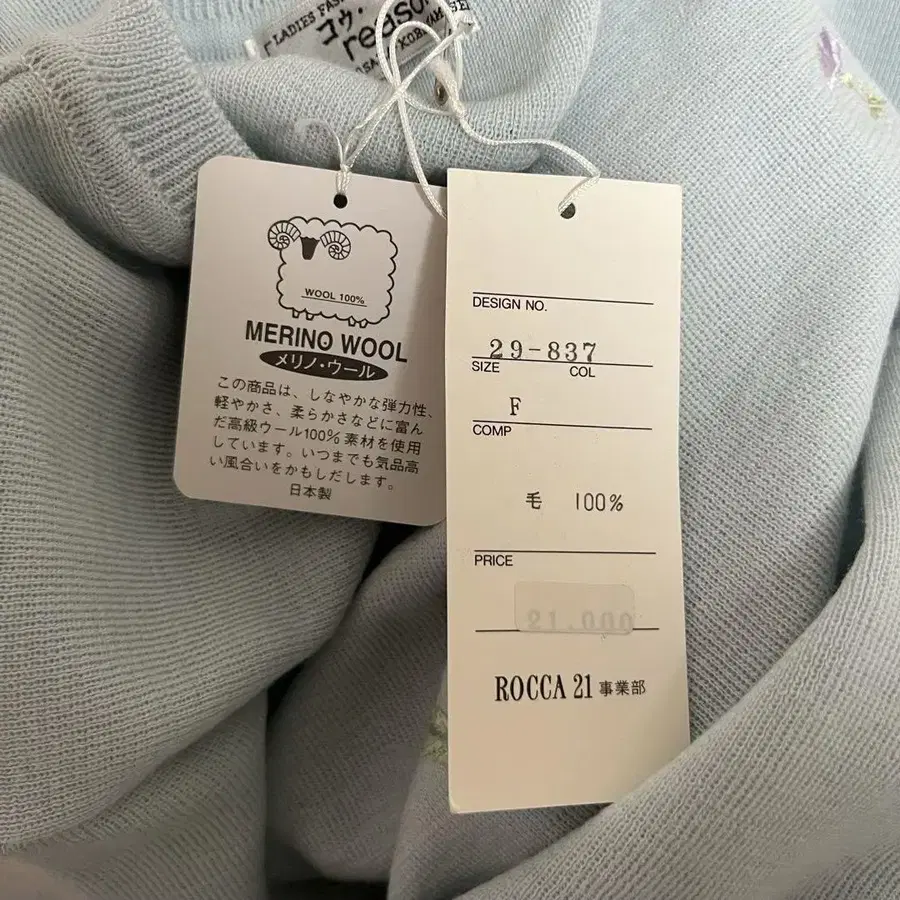 LADIES
コゥ・
reason
WOOL 100%
MERINO WOOL
メリノ・ウール
この商品は、しなやかな弾力性、
軽やかさ、柔らかさなどに富ん
だ高級ウール100%素材を使用
しています。いつまでも気品高
い風合いをかもしだします。
日本製
DESIGN NO.
29-837
SIZE COL
F
COMP
毛 100%
PRICE
21,000
ROCCA 21 事業部